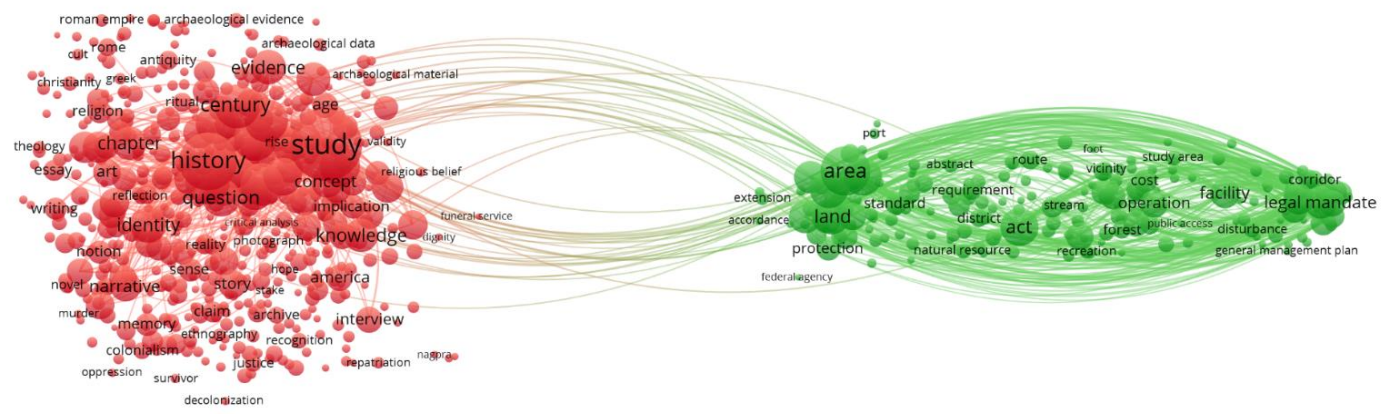 roman empire
archaeological evidence
cult
rome
archaeological data
antiquity
evidence
christianity
greek
archaeological material
ritual
century
age
religion
rise
study
validity
theology
chapter
history
essay
art
concept
religious belief
reflection
question
implication
writing
identity
critical analysis
funeral service
notion
reality
photograph
knowledge
dignity
sense
hope
america
novel
narrative
story
stake
murder
memory
claim
archive
interview
ethnography
recognition
colonialism
justice
repatriation
nagpra
oppression
survivor
decolonization
port
area
abstract
route
foot
vicinity
study area
extension
standard
requirement
cost
facility
corridor
accordance
land
district
stream
operation
legal mandate
act
forest
public access
disturbance
protection
natural resource
recreation
general management plan
federal agency